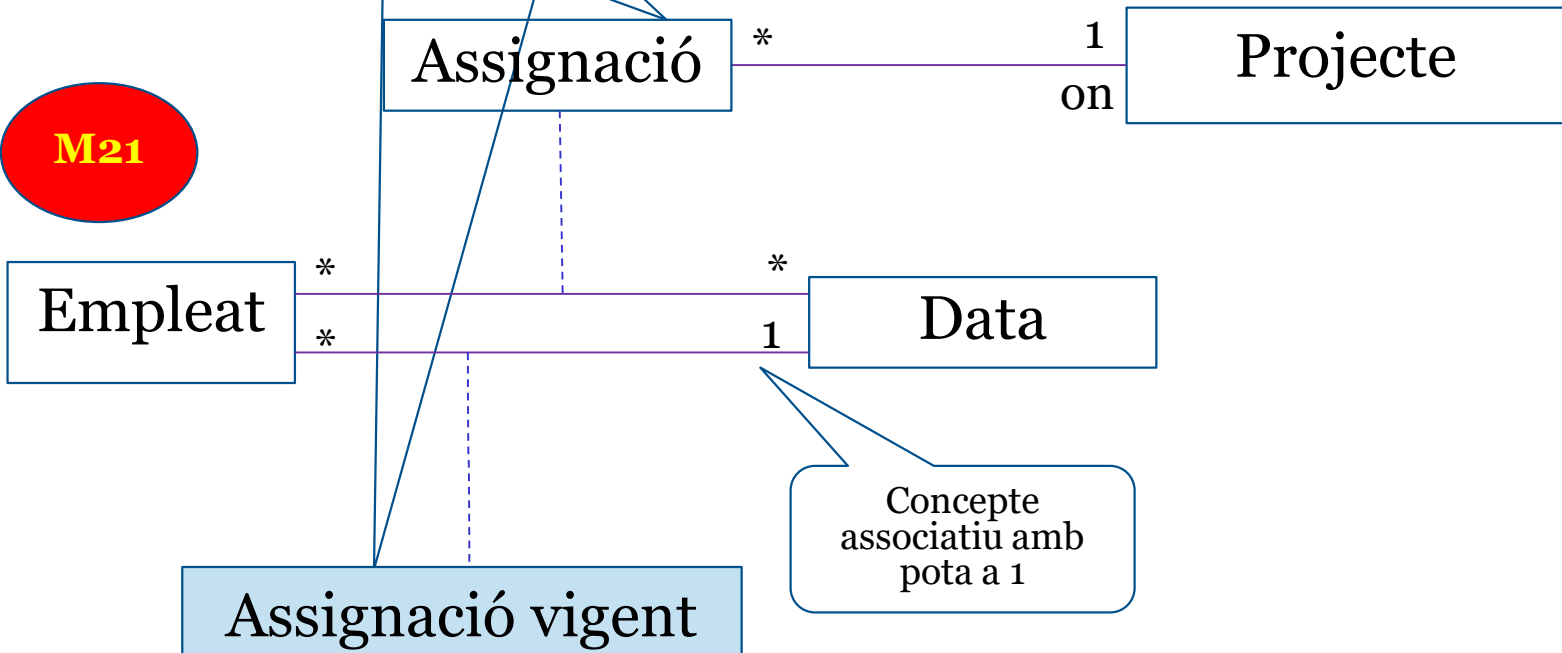 Assignació
*
1
Projecte
on
M21
Empleat
*
*
Data
*
1
Concepte
associatiu amb
pota a 1
Assignació vigent